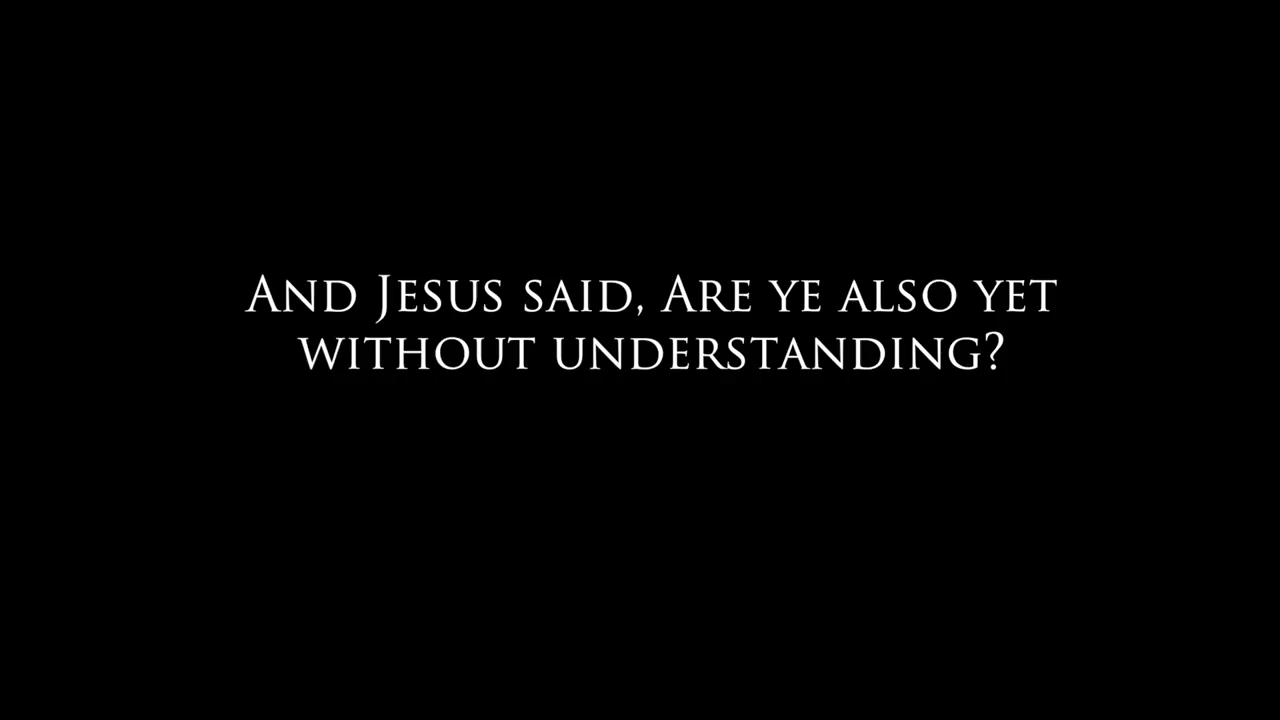 And Jesus said, Are ye also yet
without understanding?